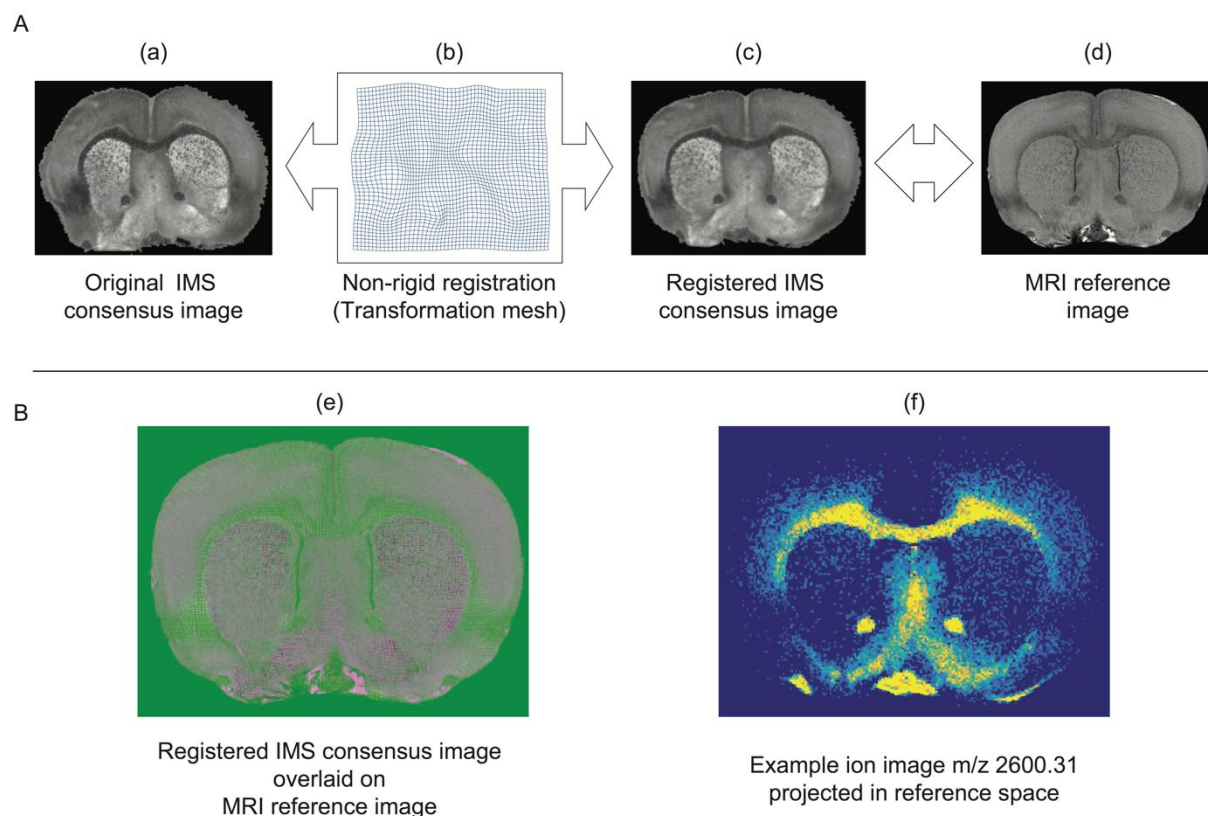 A
(a)
(b)
(c)
(d)
Original IMS
consensus image
Non-rigid registration
(Transformation mesh)
Registered IMS
consensus image
MRI reference
image
B
(e)
(f)
Registered IMS consensus image
overlaid on
MRI reference image
Example ion image m/z 2600.31
projected in reference space